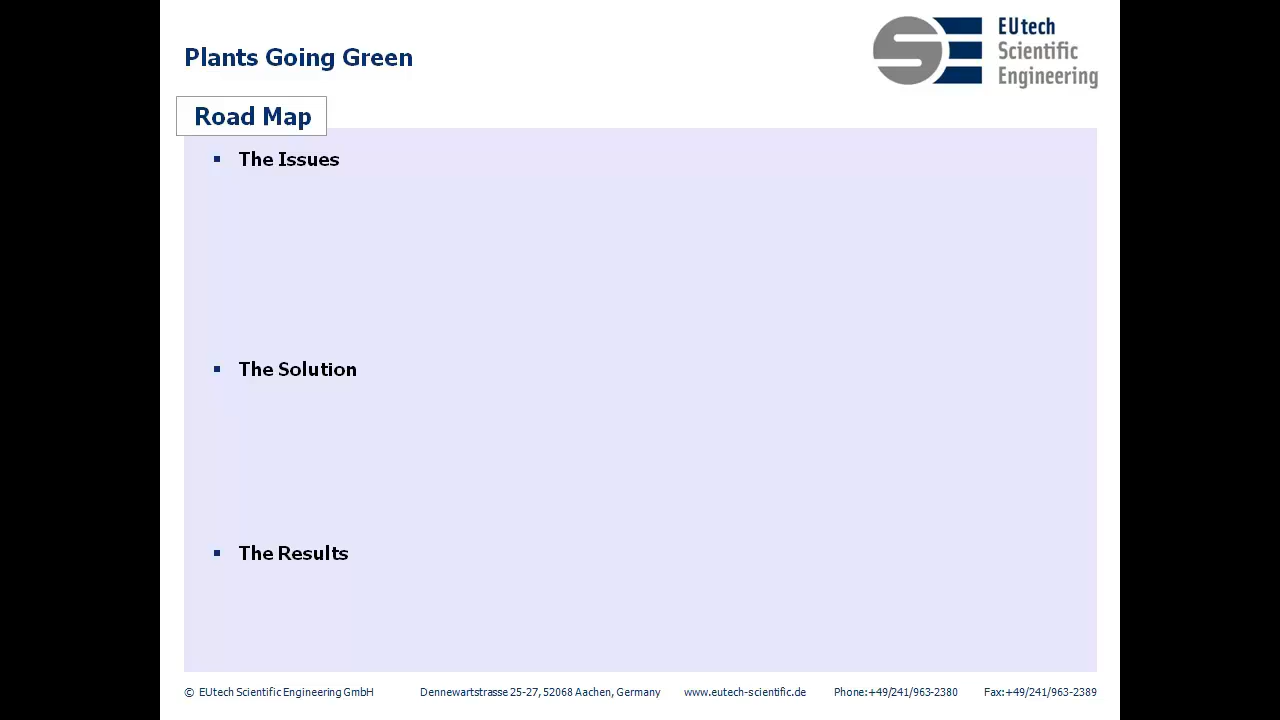 Plants Going Green
EUtech
Scientific
Engineering
Road Map
▪ The Issues
▪ The Solution
▪ The Results
© EUtech Scientific Engineering GmbH Dennewartstrasse 25-27, 52068 Aachen, Germany www.eutech-scientific.de Phone:+49/241/963-2380 Fax:+49/241/963-2389